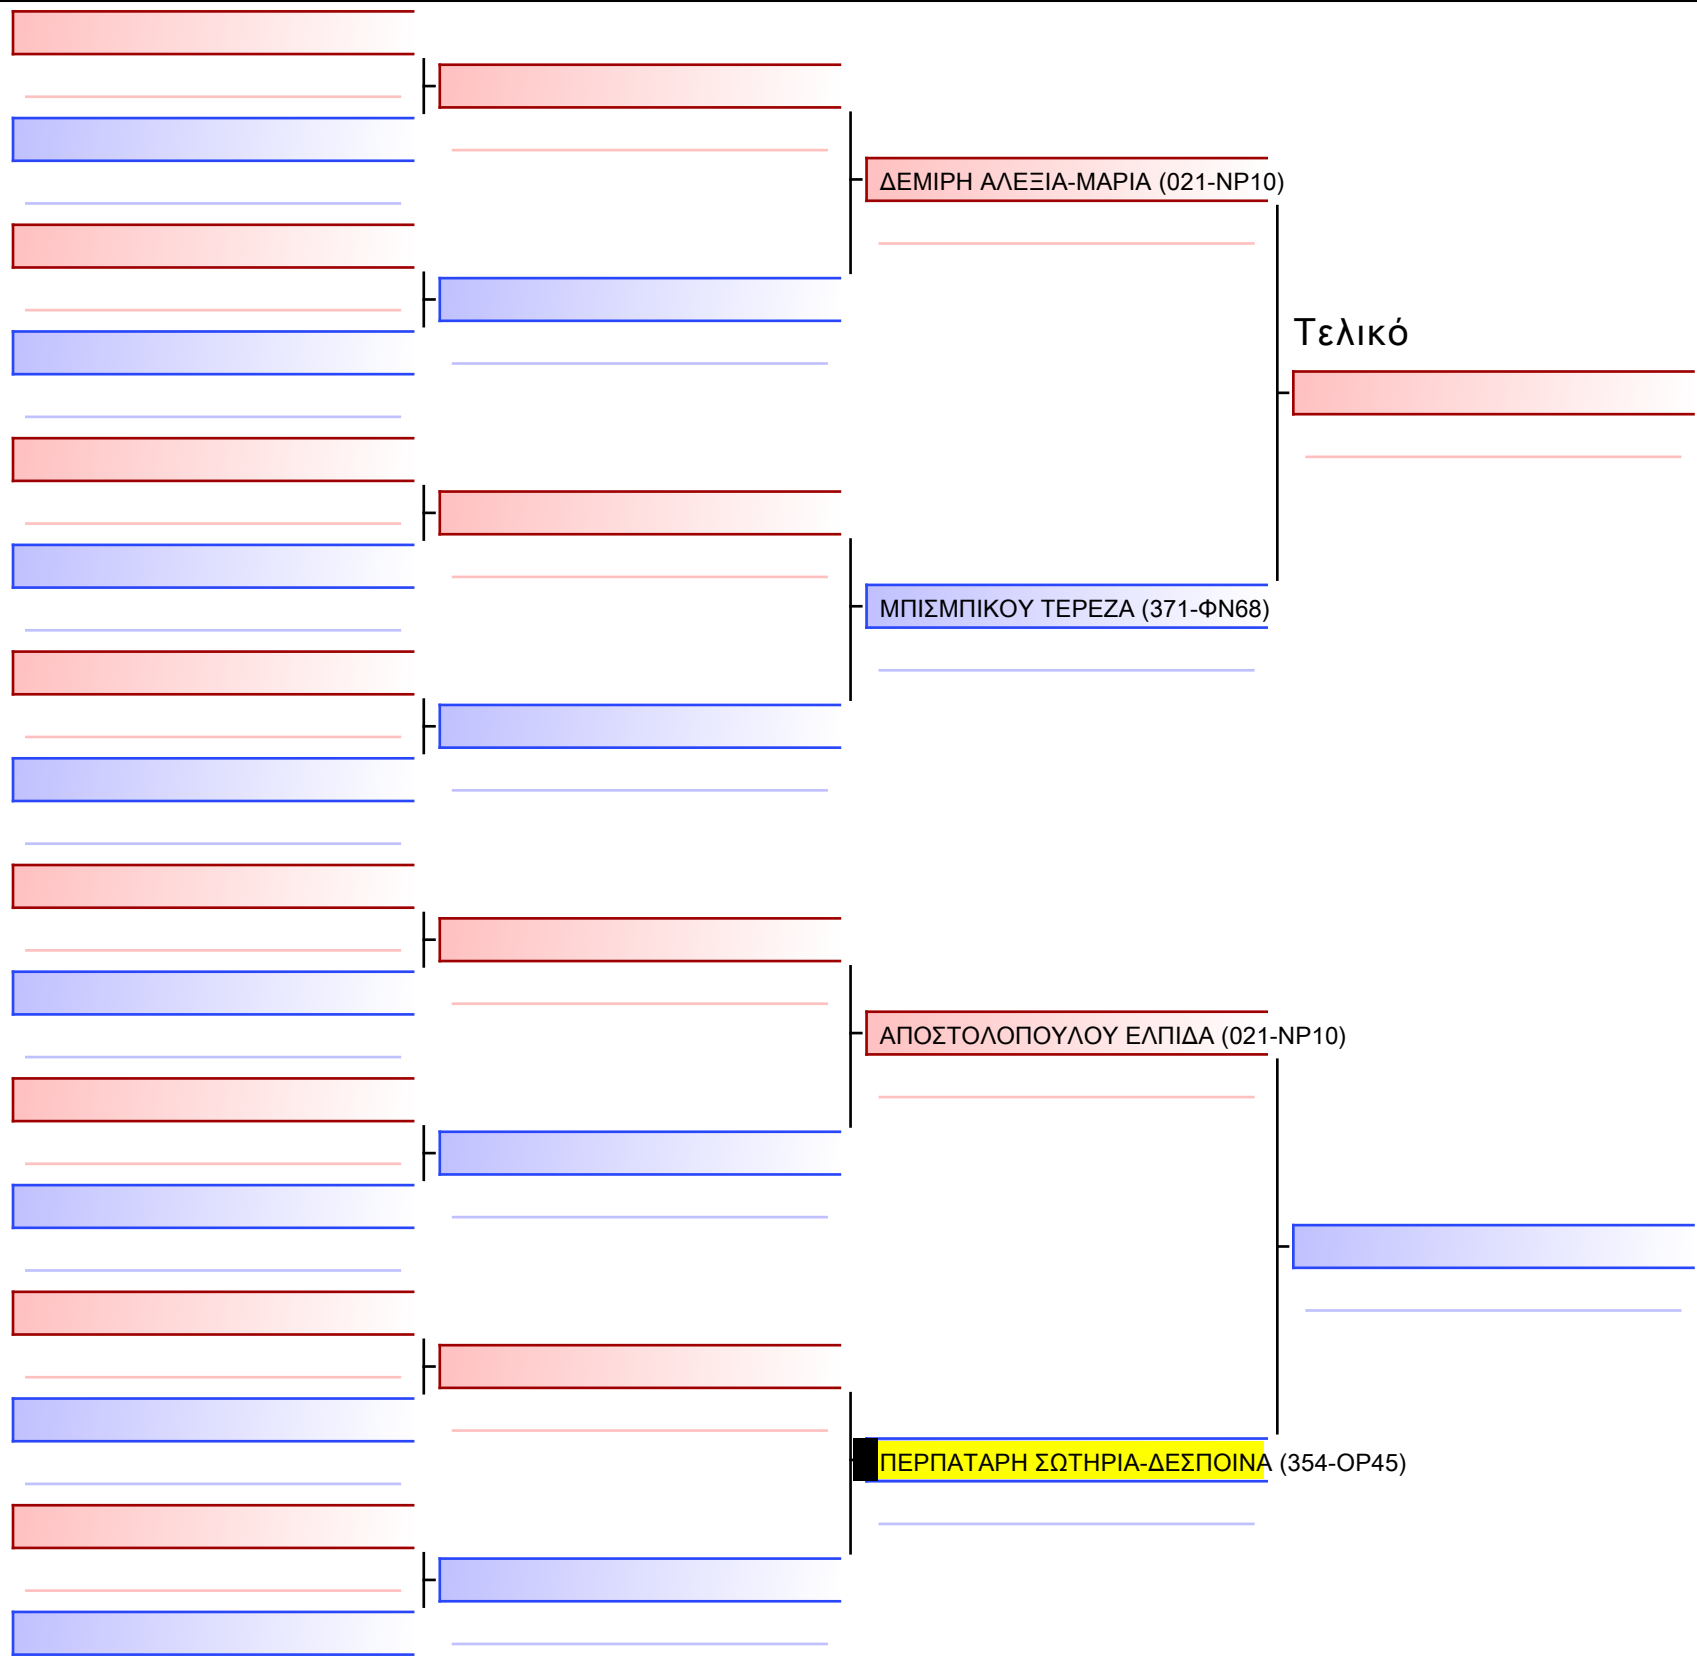 ΔΕΜΙΡΗ ΑΛΕΞΙΑ-ΜΑΡΙΑ (021-ΝΡ10)
Τελικό
ΜΠΙΣΜΠΙΚΟΥ ΤΕΡΕΖΑ (371-ΦΝ68)
ΑΠΟΣΤΟΛΟΠΟΥΛΟΥ ΕΛΠΙΔΑ (021-ΝΡ10)
ΠΕΡΠΑΤΑΡΗ ΣΩΤΗΡΙΑ-ΔΕΣΠΟΙΝΑ (354-ΟΡ45)